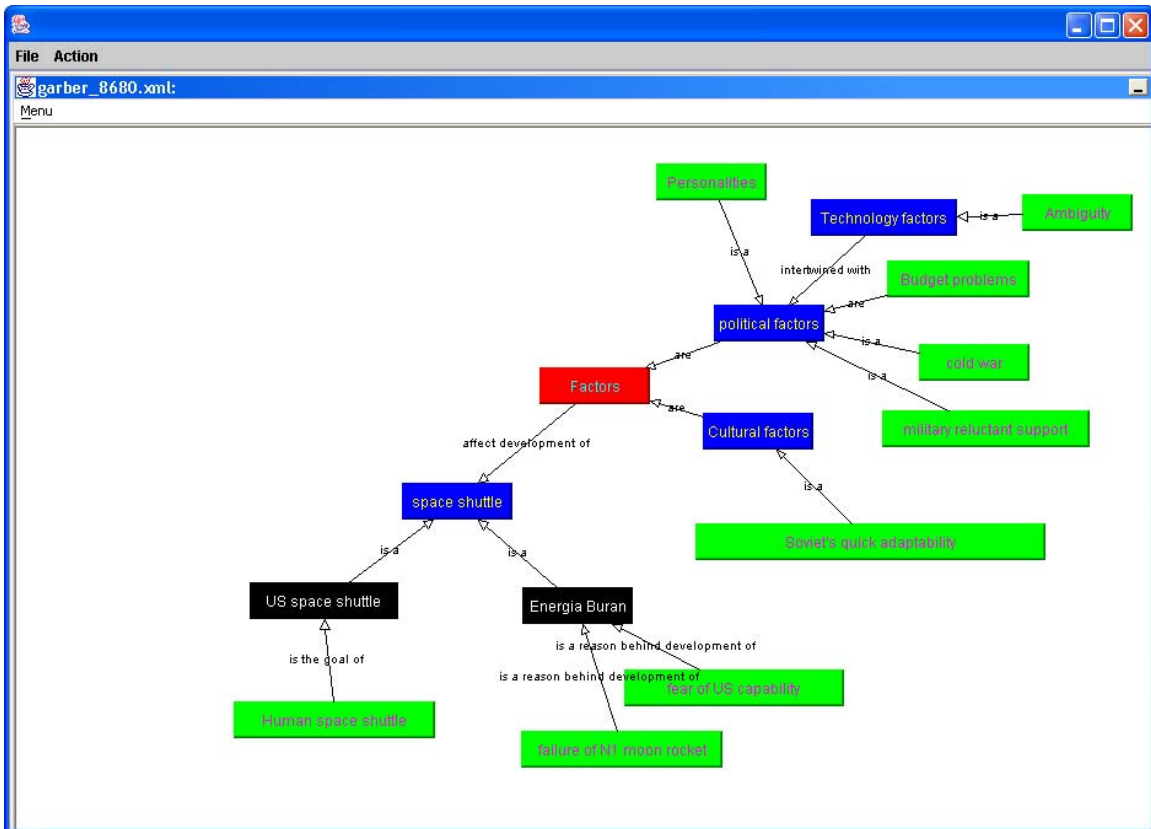 File Action
garber_8680.xml:
Menu
Personalities
Technology factors
is a
Ambiguity
is a
intertwined with
Budget problems
are
political factors
is a
cold war
are
is a
Factors
are
Cultural factors
military reluctant support
affect development of
is a
space shuttle
Soviet's quick adaptability
is a
is a
US space shuttle
Energia Buran
is a reason behind development of
is the goal of
is a reason behind development of
fear of US capability
Human space shuttle
failure of N1 moon rocket